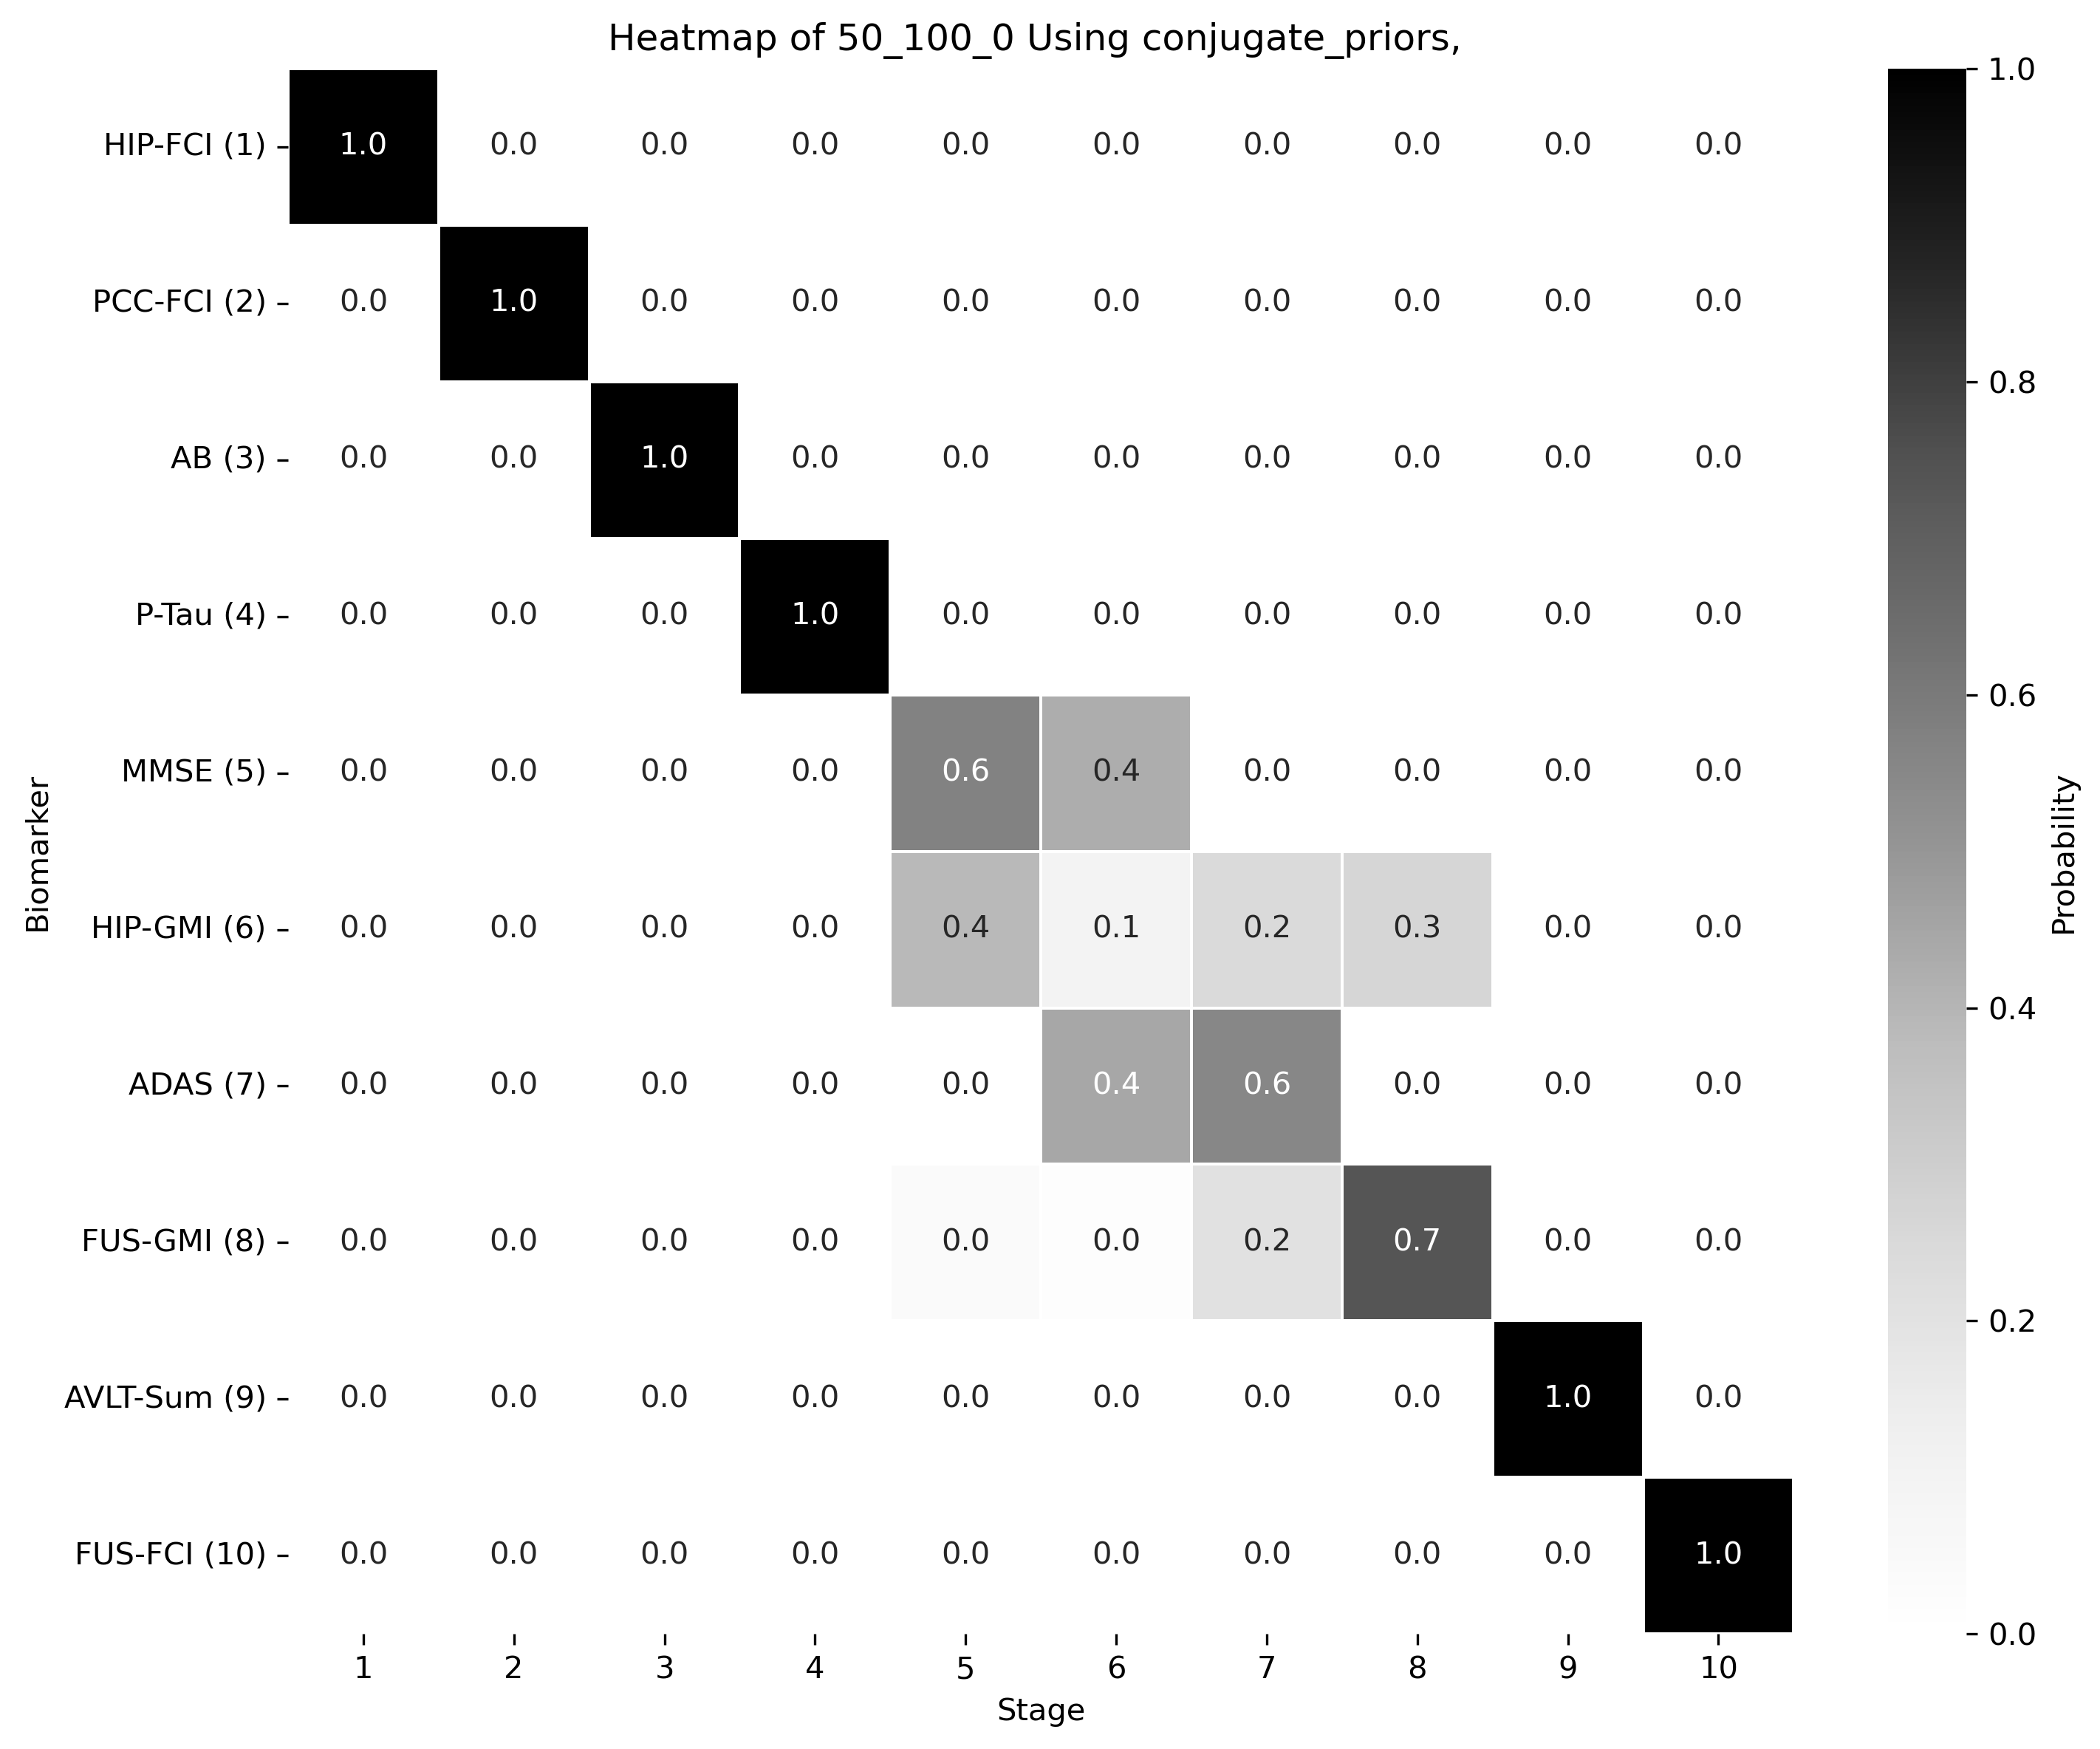 Heatmap of 50_100_0 Using conjugate_priors,
HIP-FCI (1) 1.0 0.0 0.0 0.0 0.0 0.0 0.0 0.0 0.0 0.0
PCC-FCI (2) 0.0 1.0 0.0 0.0 0.0 0.0 0.0 0.0 0.0 0.0
AB (3) 0.0 0.0 1.0 0.0 0.0 0.0 0.0 0.0 0.0 0.0
P-Tau (4) 0.0 0.0 0.0 1.0 0.0 0.0 0.0 0.0 0.0 0.0
MMSE (5) 0.0 0.0 0.0 0.0 0.6 0.4 0.0 0.0 0.0 0.0
HIP-GMI (6) 0.0 0.0 0.0 0.0 0.4 0.1 0.2 0.3 0.0 0.0
ADAS (7) 0.0 0.0 0.0 0.0 0.0 0.4 0.6 0.0 0.0 0.0
FUS-GMI (8) 0.0 0.0 0.0 0.0 0.0 0.0 0.2 0.7 0.0 0.0
AVLT-Sum (9) 0.0 0.0 0.0 0.0 0.0 0.0 0.0 0.0 1.0 0.0
FUS-FCI (10) 0.0 0.0 0.0 0.0 0.0 0.0 0.0 0.0 0.0 1.0
1 2 3 4 5 6 7 8 9 10
Stage
Biomarker
1.0
0.8
0.6
0.4
0.2
0.0
Probability